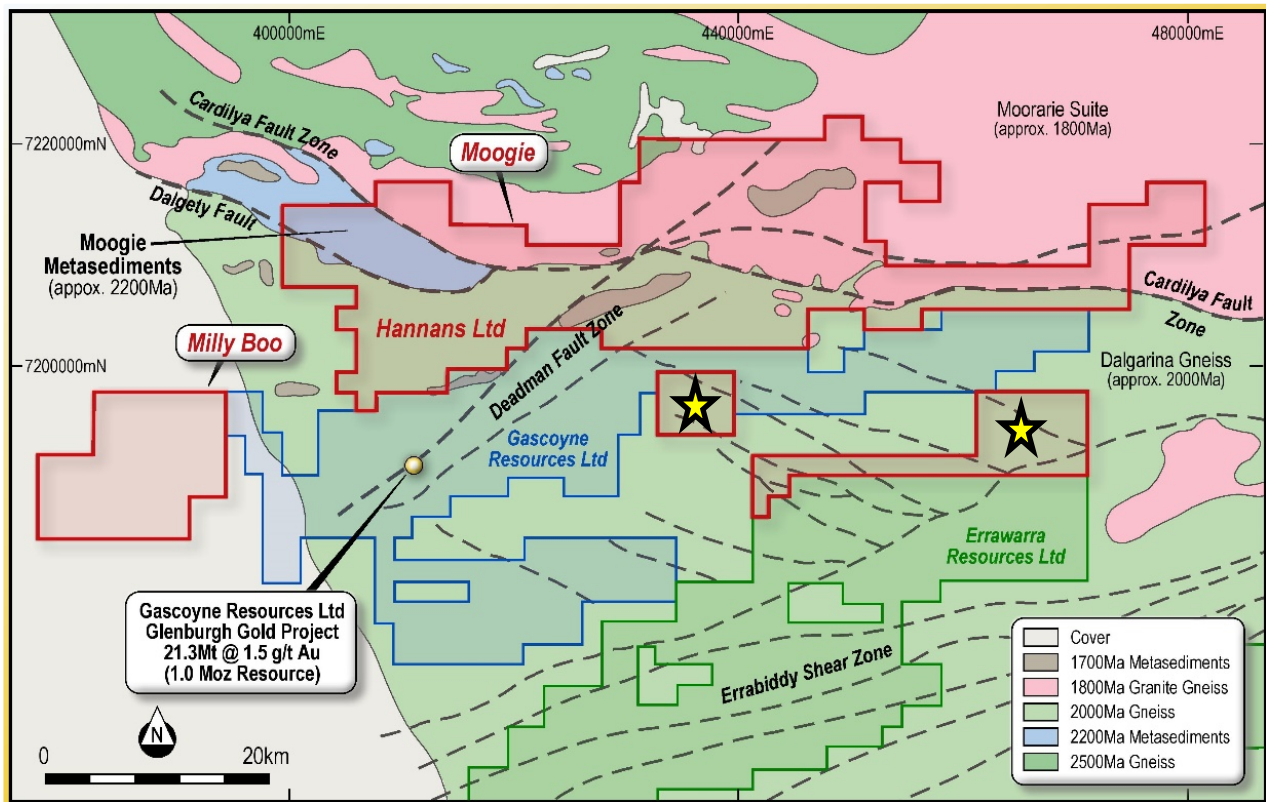 400000mE
440000mE
480000mE
7220000mN
7200000mN
Cardilya Fault Zone
Moogie
Moorarie Suite
(approx. 1800Ma)
Dalgety Fault
Moogie
Metasediments
(appox. 2200Ma)
Hannans Ltd
Milly Boo
Deadman Fault Zone
Cardilya Fault
Zone
Dalgarina Gneiss
(approx. 2000Ma)
Gascoyne
Resources Ltd
Errawarra
Resources Ltd
Gascoyne Resources Ltd
Glenburgh Gold Project
21.3Mt @ 1.5 g/t Au
(1.0 Moz Resource)
Errabiddy Shear Zone
N
0
20km
Cover
1700Ma Metasediments
1800Ma Granite Gneiss
2000Ma Gneiss
2200Ma Metasediments
2500Ma Gneiss